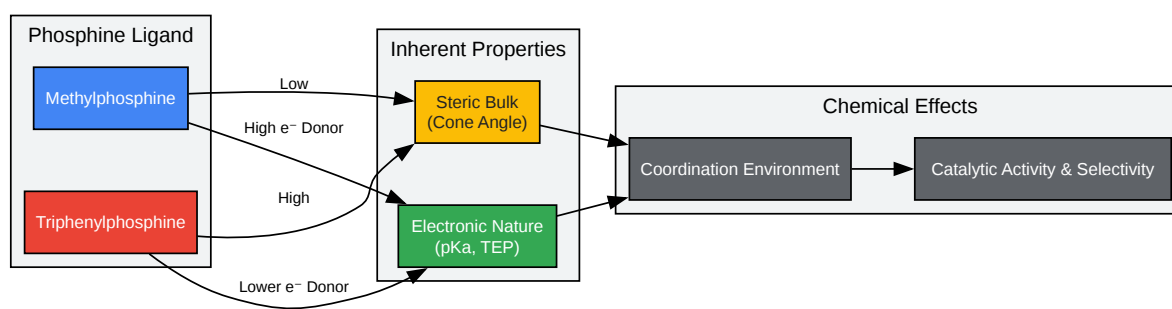 Phosphine Ligand
Methylphosphine
Triphenylphosphine
Low
High e⁻ Donor
High
Lower e⁻ Donor
Inherent Properties
Steric Bulk
(Cone Angle)
Electronic Nature
(pKa, TEP)
Chemical Effects
Coordination Environment
Catalytic Activity & Selectivity